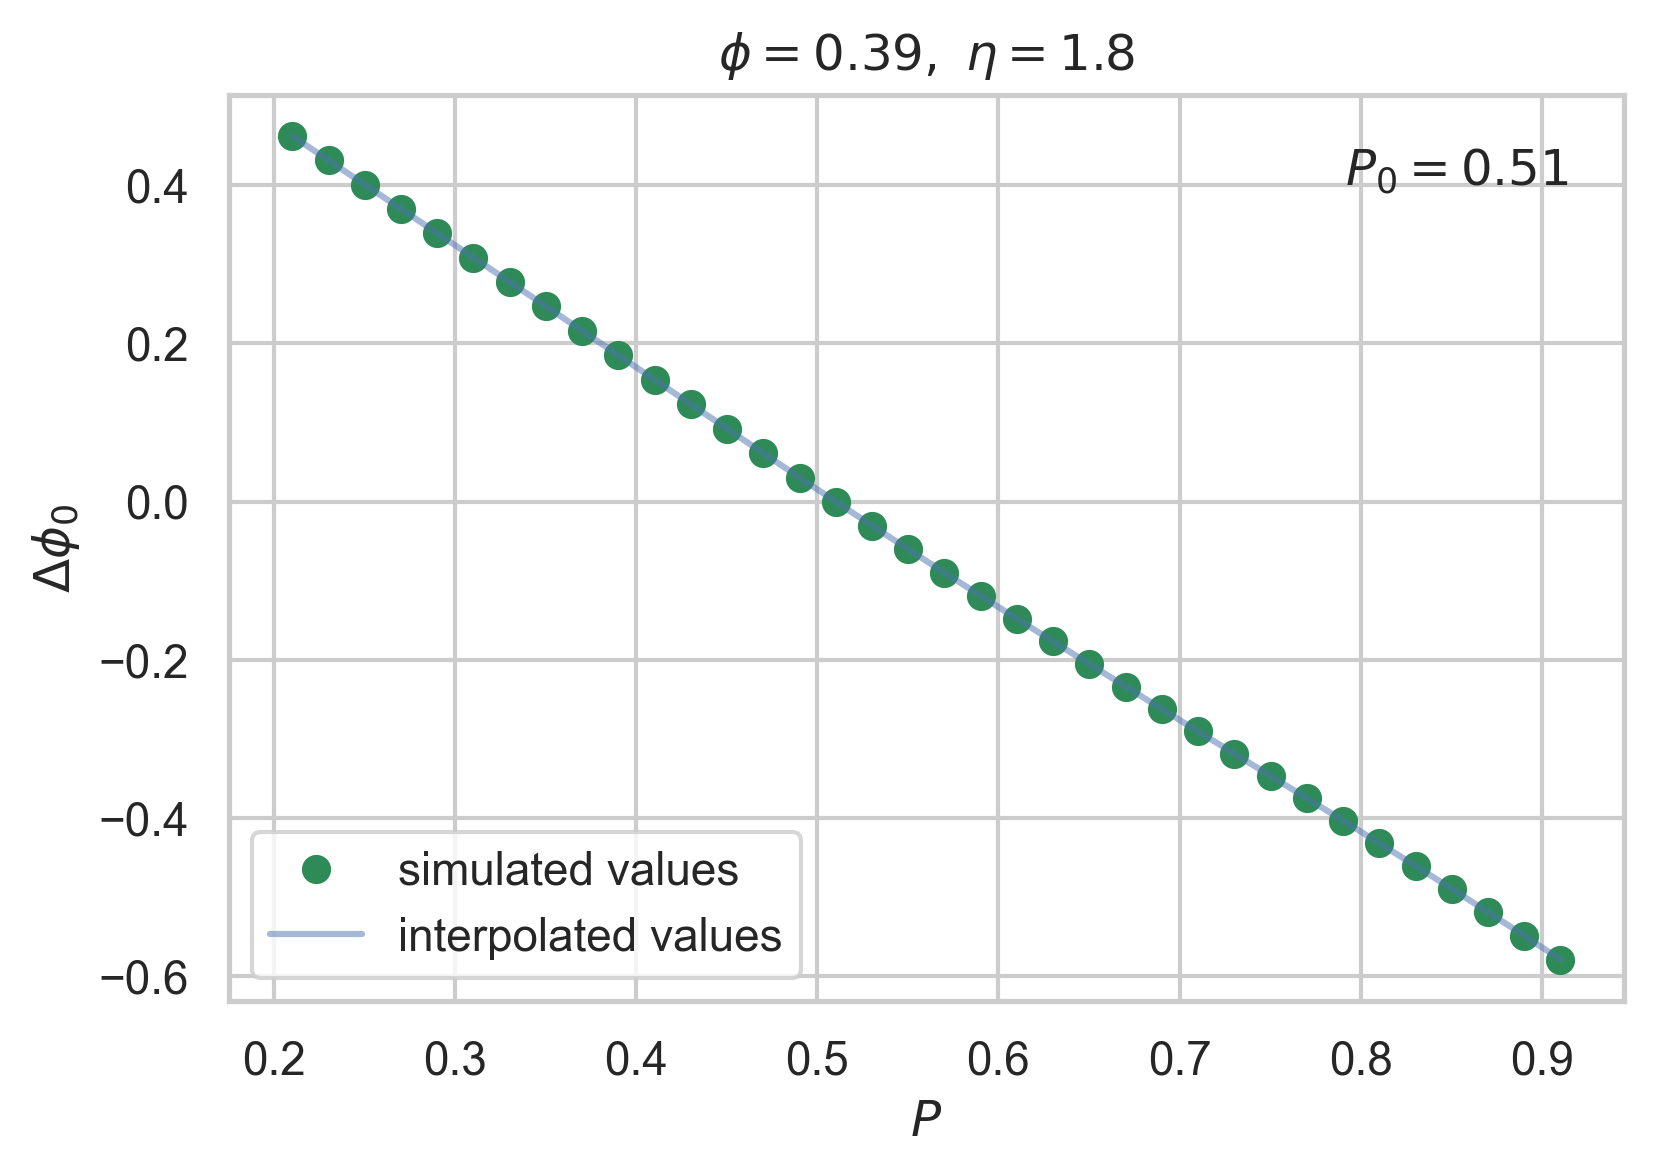 ϕ = 0.39, η = 1.8
P₀ = 0.51
Δϕ₀
0.4
0.2
0.0
−0.2
−0.4
−0.6
simulated values
interpolated values
0.2 0.3 0.4 0.5 0.6 0.7 0.8 0.9
P